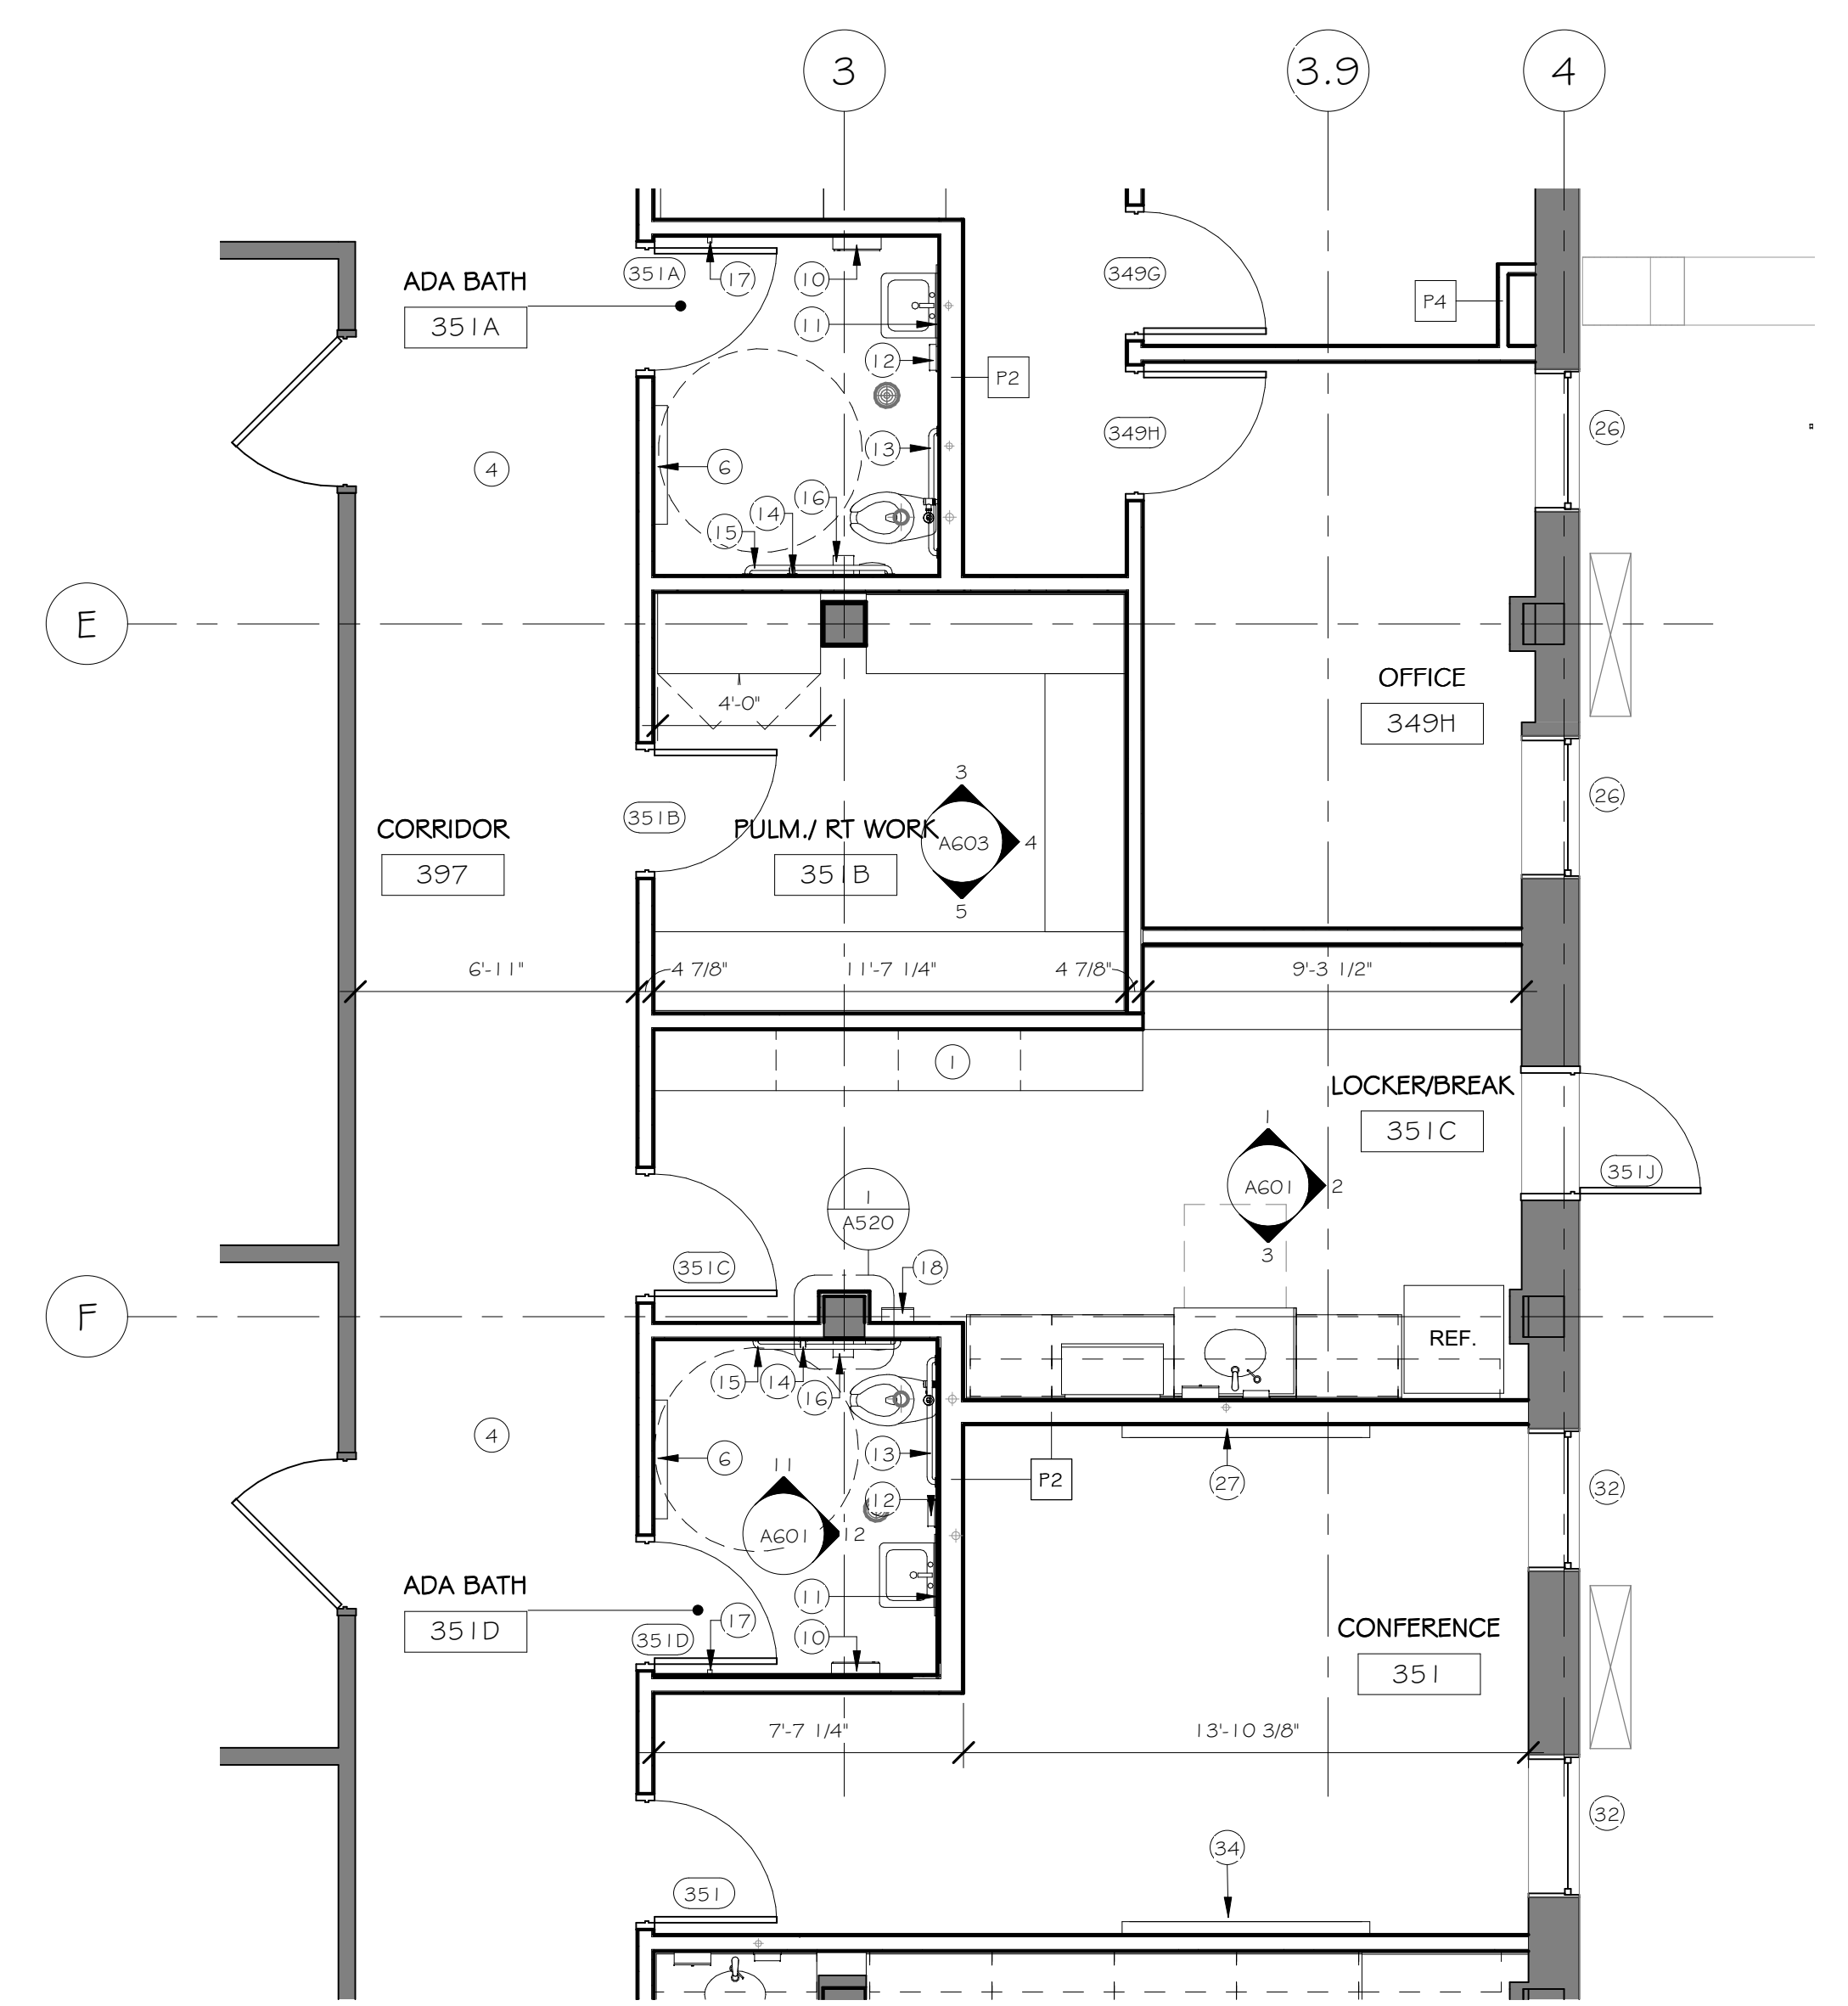 3
3.9
4
ADA BATH
351A
351A
17
10
11
12
P2
349G
P4
349H
26
4
6
13
16
14
15
E
4'-0"
OFFICE
349H
26
3
351B
PULM./ RT WORK
A603
4
CORRIDOR
397
351B
5
6'-11"
4 7/8"
11'-7 1/4"
4 7/8"
9'-3 1/2"
1
LOCKER/BREAK
351C
1
A601
2
3
351J
1
A520
351C
18
F
REF.
15
14
16
4
6
13
P2
27
32
11
12
A601
12
ADA BATH
351D
11
17
351D
10
CONFERENCE
351
7'-7 1/4"
13'-10 3/8"
32
34
351